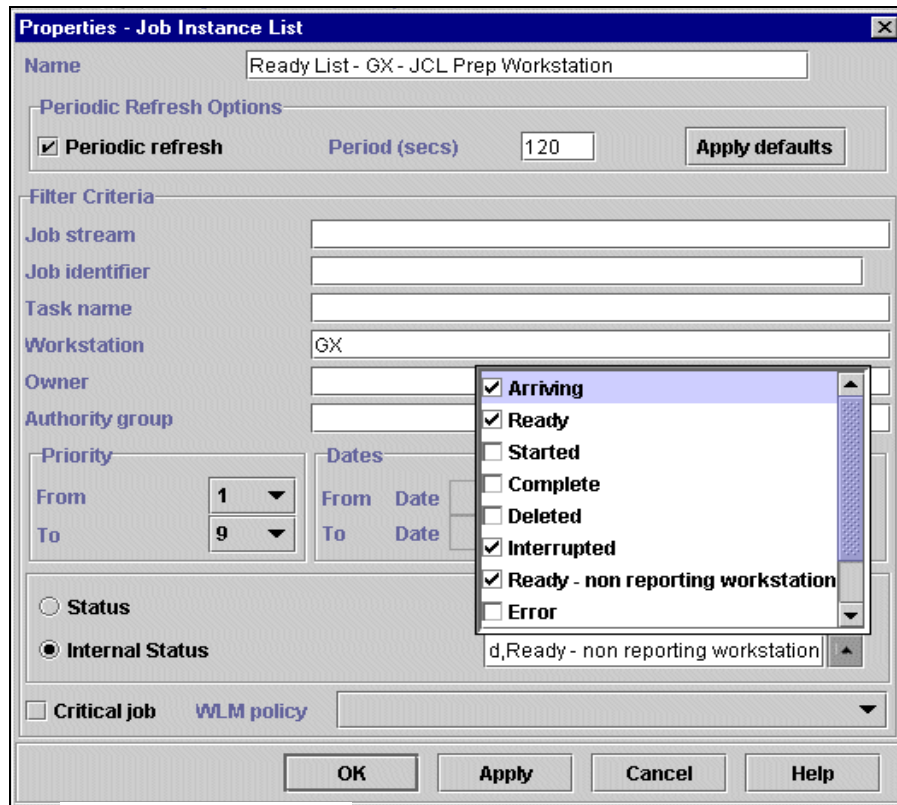 Properties - Job Instance List
Name Ready List - GX - JCL Prep Workstation
Periodic Refresh Options
Periodic refresh Period (secs) 120 Apply defaults
Filter Criteria
Job stream
Job identifier
Task name
Workstation GX
Owner
Authority group
Arriving
Ready
Started
Complete
Deleted
Interrupted
Ready - non reporting workstation
Error
Priority
From 1
To 9
Dates
From Date
To Date
Status
Internal Status d,Ready - non reporting workstation
Critical job WLM policy
OK Apply Cancel Help